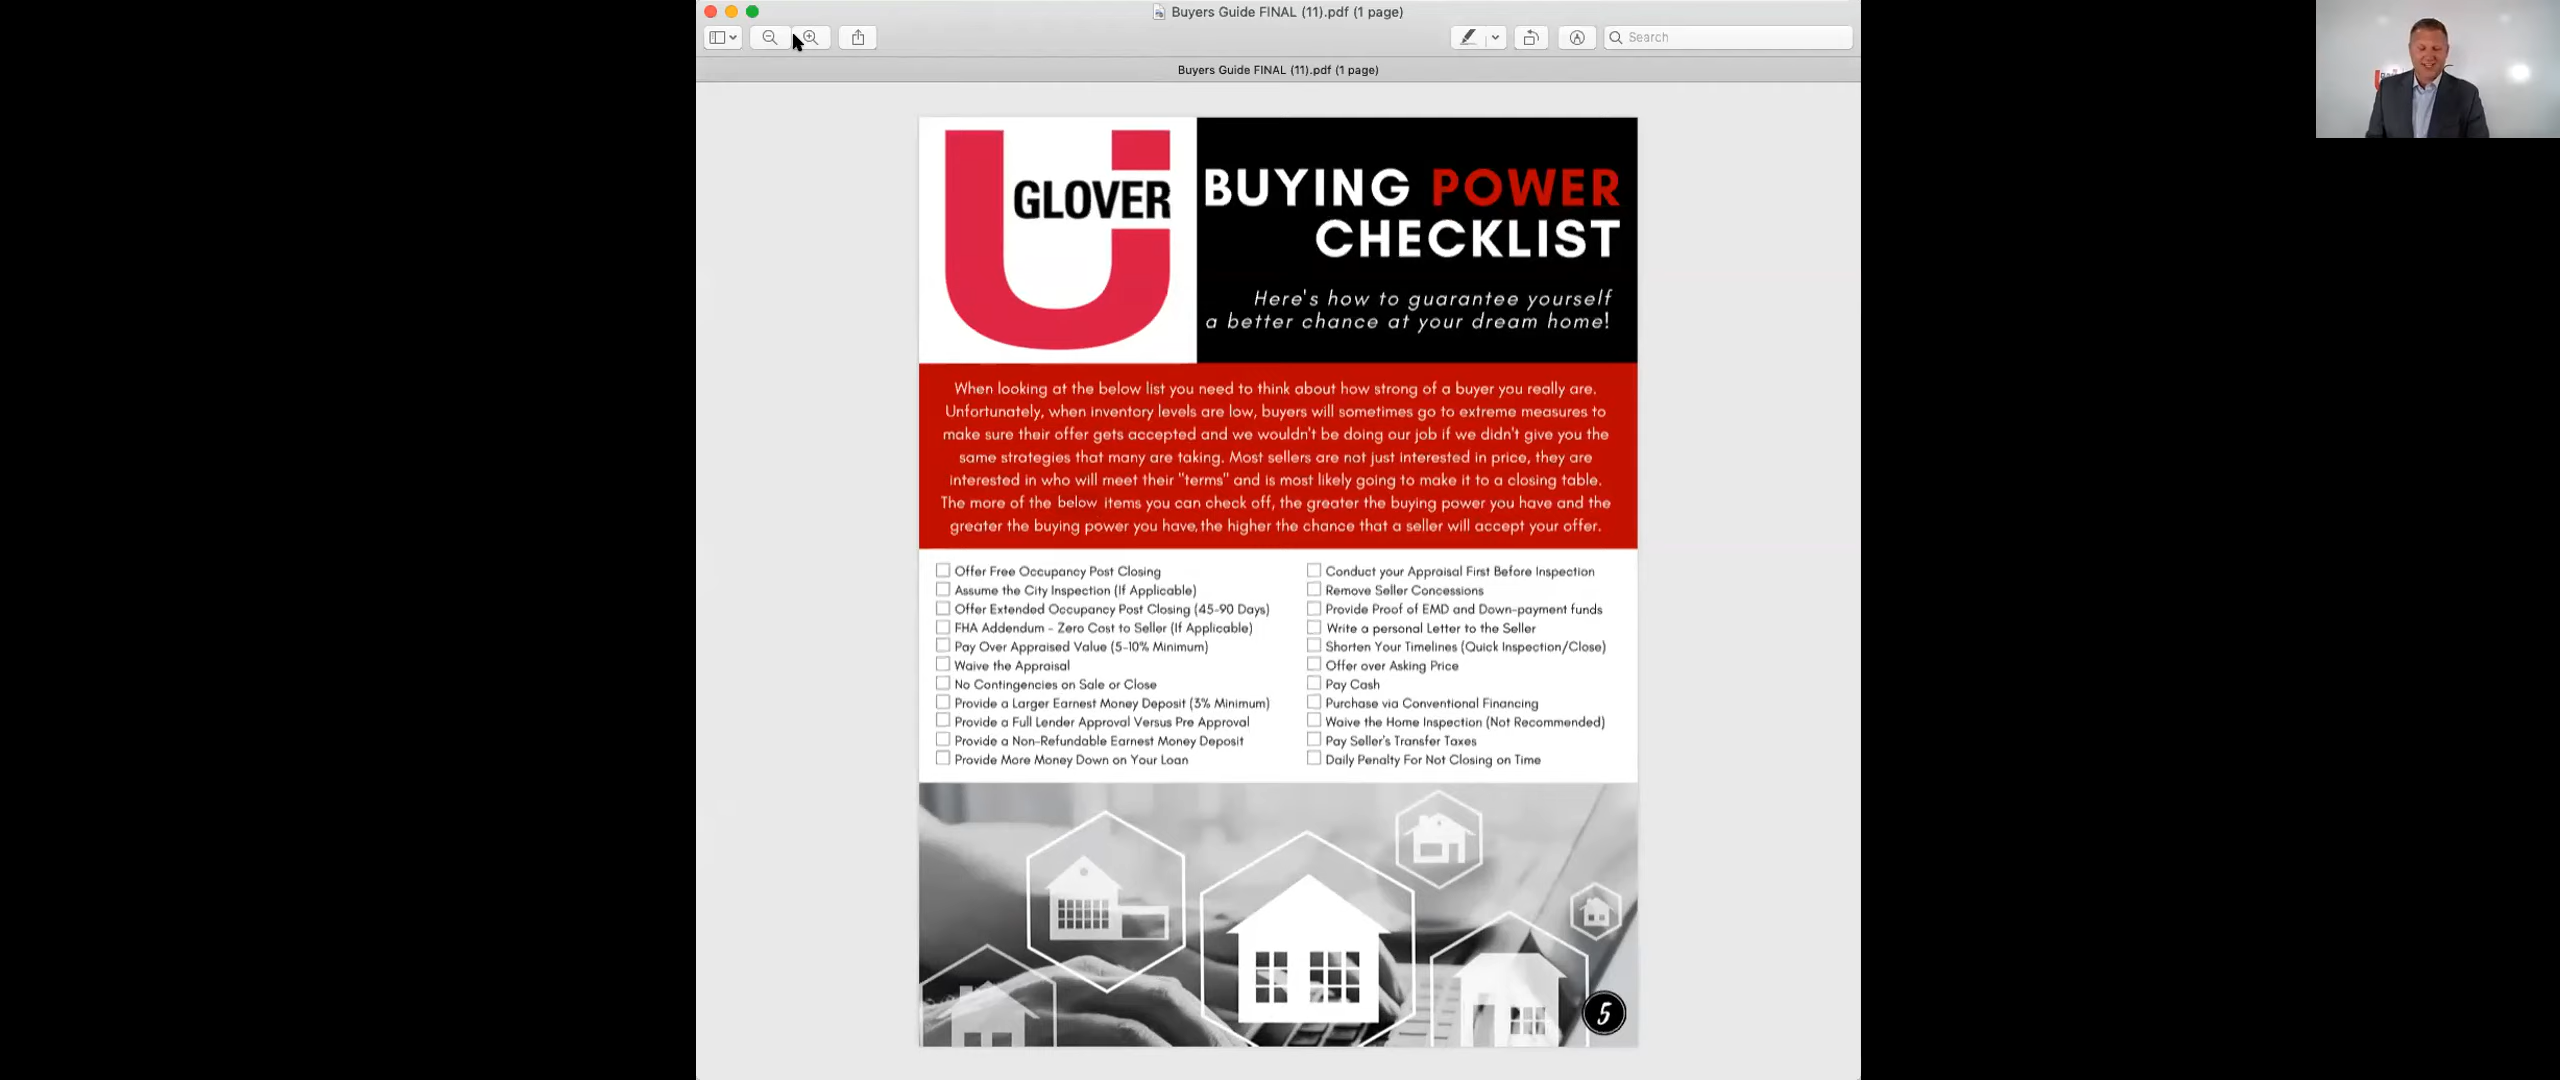 Buyers Guide FINAL (11).pdf (1 page)
Search
Buyers Guide FINAL (11).pdf (1 page)
GLOVER
BUYING POWER
CHECKLIST
Here's how to guarantee yourself
a better chance at your dream home!
When looking at the below list you need to think about how strong of a buyer you really are.
Unfortunately, when inventory levels are low, buyers will sometimes go to extreme measures to
make sure their offer gets accepted and we wouldn't be doing our job if we didn't give you the
same strategies that many are taking. Most sellers are not just interested in price, they are
interested in who will meet their "terms" and is most likely going to make it to a closing table.
The more of the below items you can check off, the greater the buying power you have and the
greater the buying power you have, the higher the chance that a seller will accept your offer.
Offer Free Occupancy Post Closing
Assume the City Inspection (If Applicable)
Offer Extended Occupancy Post Closing (45-90 Days)
FHA Addendum - Zero Cost to Seller (If Applicable)
Pay Over Appraised Value (5-10% Minimum)
Waive the Appraisal
No Contingencies on Sale or Close
Provide a Larger Earnest Money Deposit (3% Minimum)
Provide a Full Lender Approval Versus Pre Approval
Provide a Non-Refundable Earnest Money Deposit
Provide More Money Down on Your Loan
Conduct your Appraisal First Before Inspection
Remove Seller Concessions
Provide Proof of EMD and Down-payment funds
Write a personal Letter to the Seller
Shorten Your Timelines (Quick Inspection/Close)
Offer over Asking Price
Pay Cash
Purchase via Conventional Financing
Waive the Home Inspection (Not Recommended)
Pay Seller's Transfer Taxes
Daily Penalty For Not Closing on Time
5